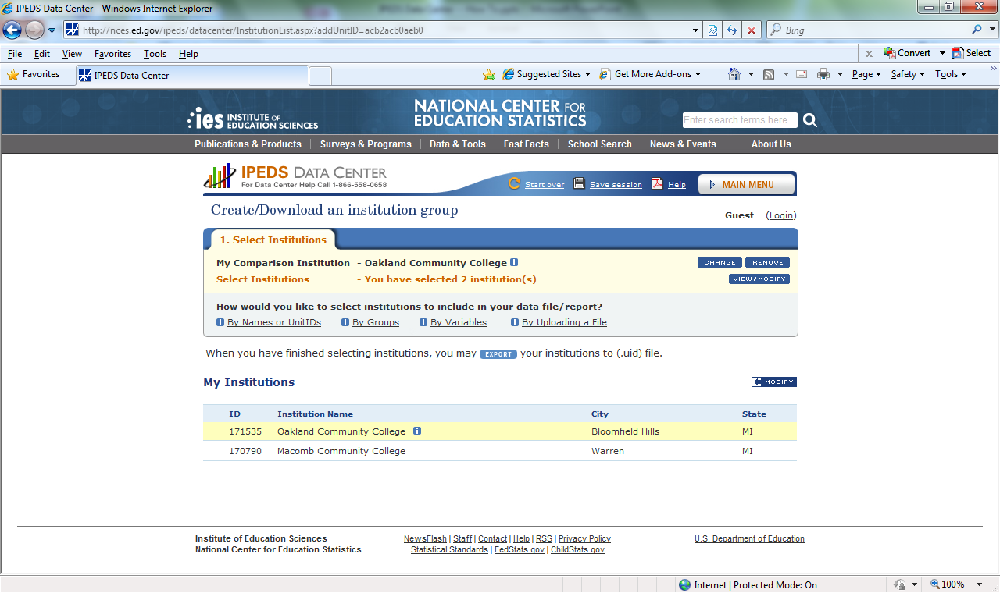 IPEDS Data Center - Windows Internet Explorer
http://nces.ed.gov/ipeds/datacenter/InstitutionList.aspx?addUnitID=acb2acb0aeb0
Bing
File Edit View Favorites Tools Help
x Convert Select
Favorites IPEDS Data Center Suggested Sites Get More Add-ons Page Safety Tools »
ies INSTITUTE OF EDUCATION SCIENCES
NATIONAL CENTER FOR
EDUCATION STATISTICS
Enter search terms here
Publications & Products Surveys & Programs Data & Tools Fast Facts School Search News & Events About Us
IPEDS DATA CENTER
For Data Center Help Call 1-866-558-0658
Start over Save session Help MAIN MENU
Create/Download an institution group
Guest (Login)
1. Select Institutions
My Comparison Institution - Oakland Community College CHANGE REMOVE
Select Institutions - You have selected 2 institution(s) VIEW/MODIFY
How would you like to select institutions to include in your data file/report?
By Names or UnitIDs By Groups By Variables By Uploading a File
When you have finished selecting institutions, you may EXPORT your institutions to (.uid) file.
My Institutions MODIFY
ID Institution Name City State
171535 Oakland Community College Bloomfield Hills MI
170790 Macomb Community College Warren MI
Institute of Education Sciences
National Center for Education Statistics
NewsFlash | Staff | Contact | Help | RSS | Privacy Policy
Statistical Standards | FedStats.gov | ChildStats.gov
U.S. Department of Education
Internet | Protected Mode: On 100%